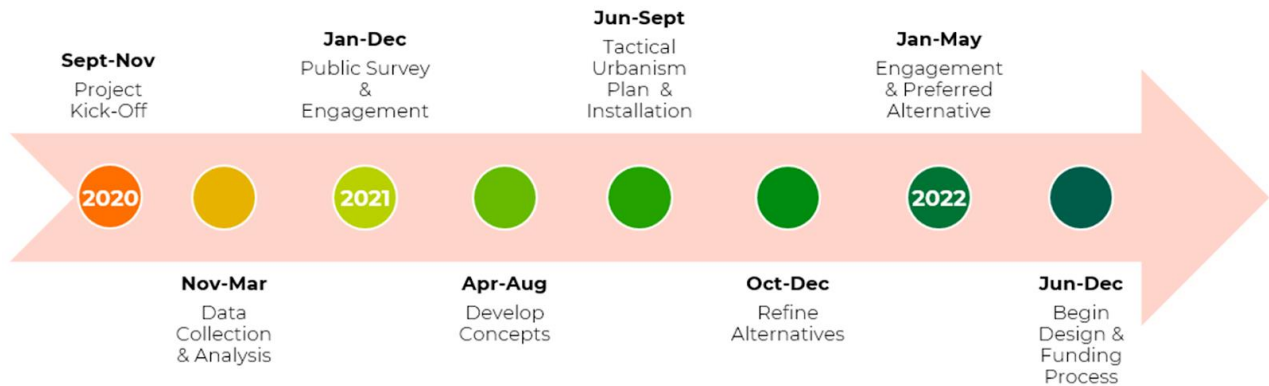 Sept-Nov
Project
Kick-Off
2020
Nov-Mar
Data
Collection
& Analysis
Jan-Dec
Public Survey
&
Engagement
2021
Apr-Aug
Develop
Concepts
Jun-Sept
Tactical
Urbanism
Plan &
Installation
Oct-Dec
Refine
Alternatives
Jan-May
Engagement
& Preferred
Alternative
2022
Jun-Dec
Begin
Design &
Funding
Process